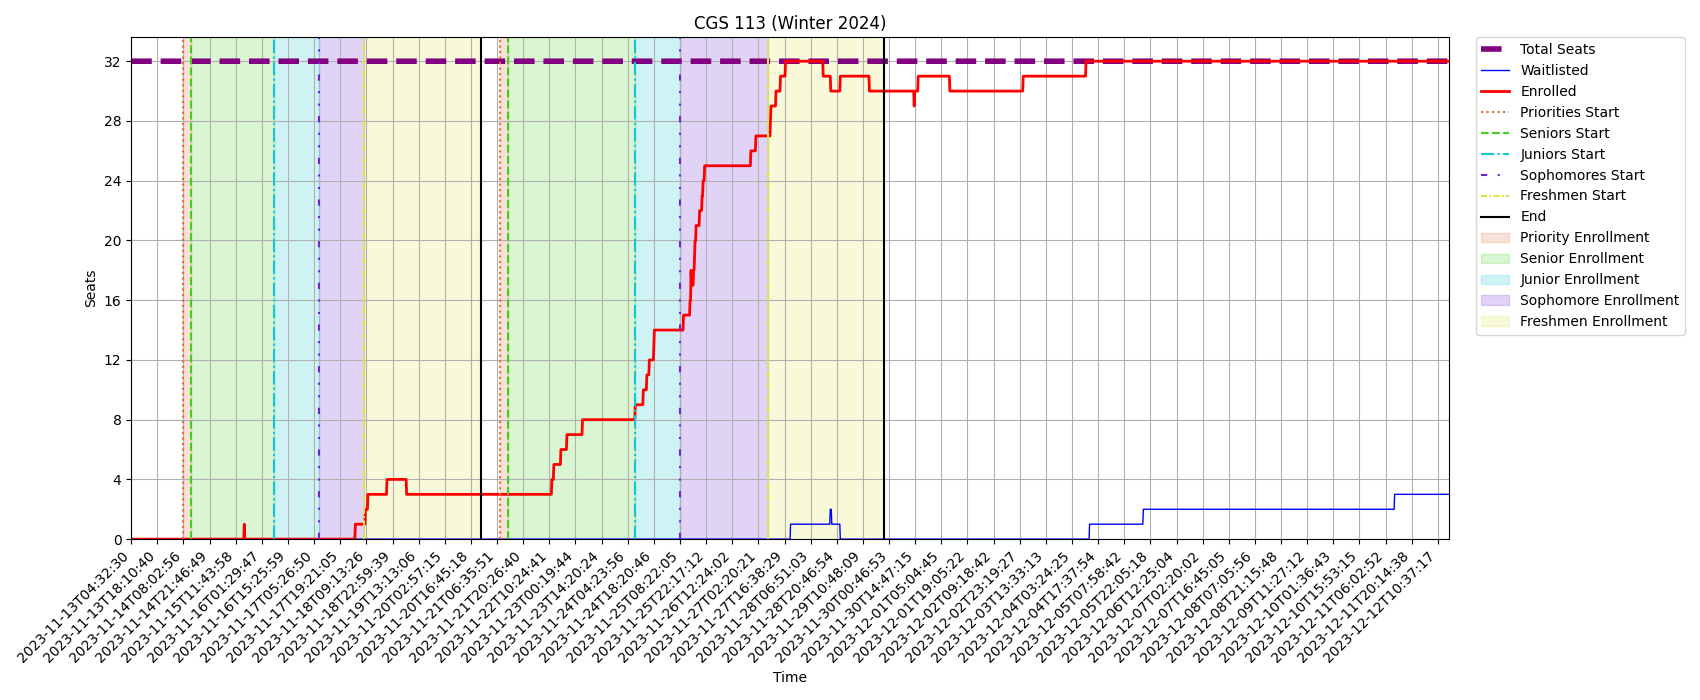 CGS 113 (Winter 2024)
Seats
32
28
24
20
16
12
8
4
0
2023-11-13T04:32:30
2023-11-13T18:10:40
2023-11-14T08:02:56
2023-11-14T21:46:49
2023-11-15T11:43:58
2023-11-16T01:29:47
2023-11-16T15:25:59
2023-11-17T05:26:50
2023-11-17T19:21:05
2023-11-18T09:13:26
2023-11-18T22:59:39
2023-11-19T13:13:06
2023-11-20T02:57:15
2023-11-20T16:45:18
2023-11-21T06:35:51
2023-11-21T20:26:40
2023-11-22T10:24:41
2023-11-23T00:19:44
2023-11-23T14:20:24
2023-11-24T04:23:56
2023-11-24T18:20:46
2023-11-25T08:22:05
2023-11-25T22:17:12
2023-11-26T12:24:02
2023-11-27T02:20:21
2023-11-27T16:38:29
2023-11-28T06:51:03
2023-11-28T20:46:54
2023-11-29T10:48:09
2023-11-30T00:46:53
2023-11-30T14:47:15
2023-12-01T05:04:45
2023-12-01T19:05:22
2023-12-02T09:18:42
2023-12-02T23:19:27
2023-12-03T13:33:13
2023-12-04T03:24:25
2023-12-04T17:37:54
2023-12-05T07:58:42
2023-12-05T22:05:18
2023-12-06T12:25:04
2023-12-07T02:20:02
2023-12-07T16:45:05
2023-12-08T07:05:56
2023-12-08T21:15:48
2023-12-09T11:27:12
2023-12-10T01:36:43
2023-12-10T15:53:15
2023-12-11T06:02:52
2023-12-11T20:14:38
2023-12-12T10:37:17
Time
Total Seats
Waitlisted
Enrolled
Priorities Start
Seniors Start
Juniors Start
Sophomores Start
Freshmen Start
End
Priority Enrollment
Senior Enrollment
Junior Enrollment
Sophomore Enrollment
Freshmen Enrollment